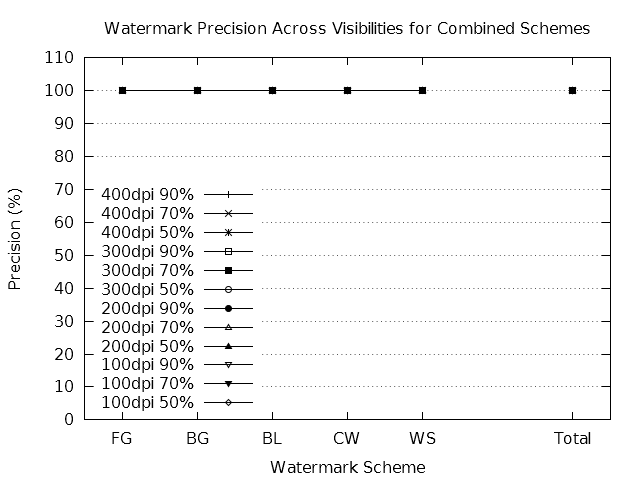 Watermark Precision Across Visibilities for Combined Schemes
110
100
90
80
70
60
50
40
30
20
10
0
Precision (%)
400dpi 90%
400dpi 70%
400dpi 50%
300dpi 90%
300dpi 70%
300dpi 50%
200dpi 90%
200dpi 70%
200dpi 50%
100dpi 90%
100dpi 70%
100dpi 50%
FG BG BL CW WS Total
Watermark Scheme